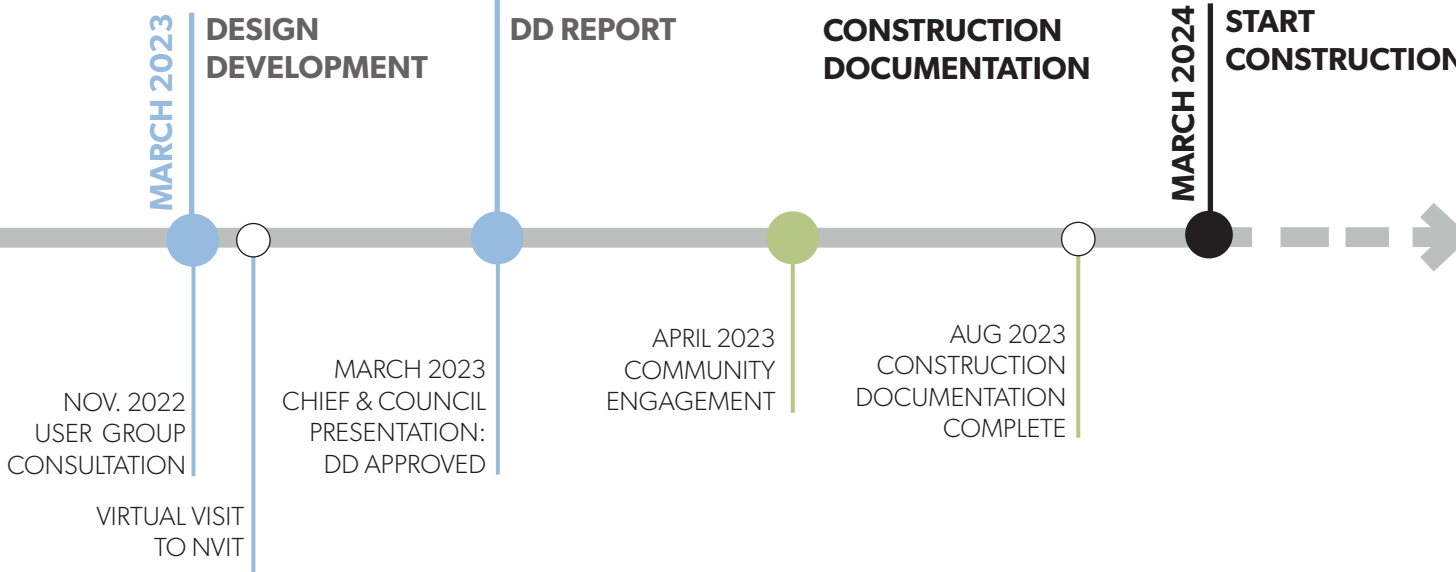 MARCH 2023
DESIGN
DEVELOPMENT
DD REPORT
CONSTRUCTION
DOCUMENTATION
MARCH 2024
START
CONSTRUCTION
NOV. 2022
USER GROUP
CONSULTATION
VIRTUAL VISIT
TO NVIT
MARCH 2023
CHIEF & COUNCIL
PRESENTATION:
DD APPROVED
APRIL 2023
COMMUNITY
ENGAGEMENT
AUG 2023
CONSTRUCTION
DOCUMENTATION
COMPLETE